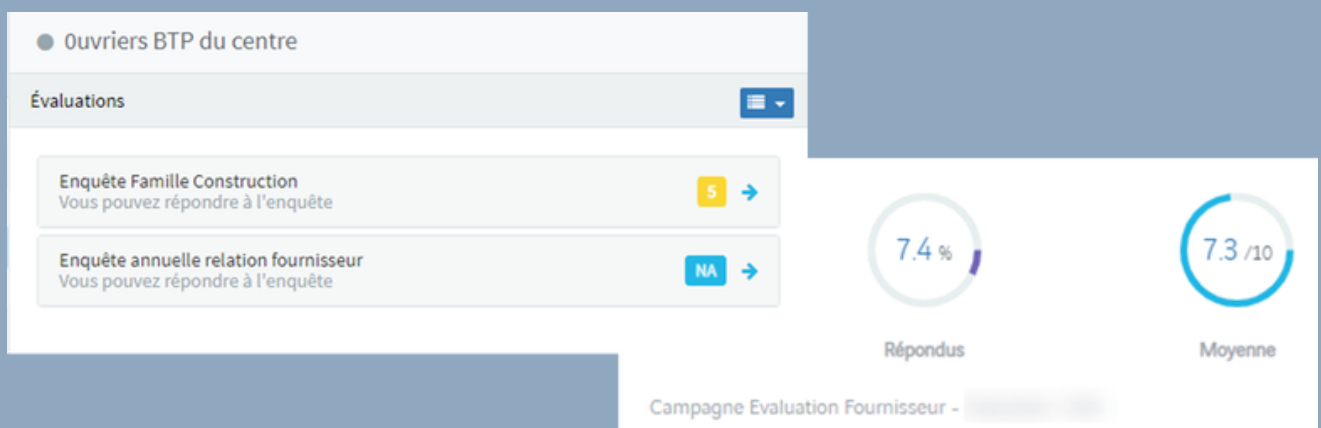 0uvriers BTP du centre
Évaluations
Enquête Famille Construction
Vous pouvez répondre à l'enquête
5
Enquête annuelle relation fournisseur
Vous pouvez répondre à l'enquête
NA
7.4 %
7.3 /10
Répondus
Moyenne
Campagne Evaluation Fournisseur -